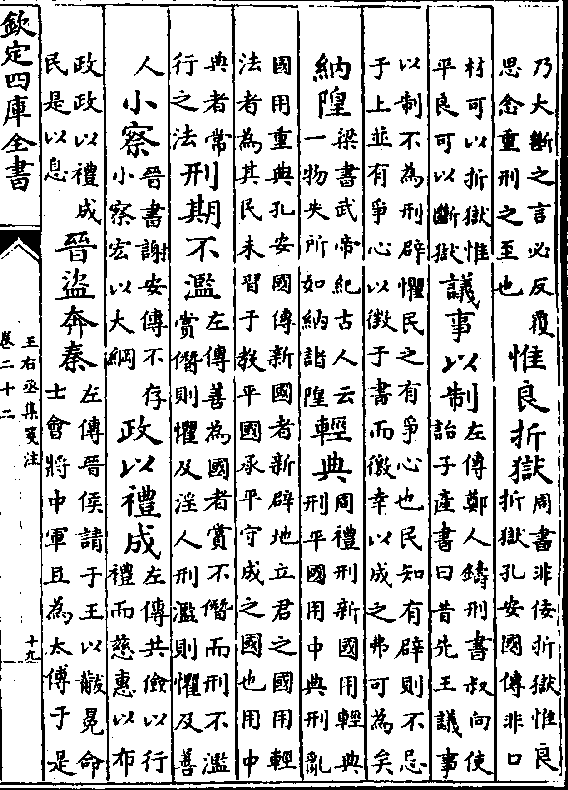 乃大斷之言必反覆
思念重刑之至也
惟良折獄
周書非佞折獄惟良
折獄孔安國傳非口
材可以折獄惟
平良可以斷獄
議事以制
左傳鄭人鑄刑書叔向使
詒子產書曰昔先王議事
以制不為刑辟懼民之有爭心也民知有辟則不忌
于上並有爭心以徵于書而徼幸以成之弗可為矣
納隍
梁書武帝紀古人云
一物失所如納詣隍
輕典
周禮刑新國用輕典
刑平國用中典刑亂
國用重典孔安國傳新國者新辟地立君之國用輕
法者為其民未習于教平國承平守成之國也用中
典者常
行之法
刑期不濫
左傳善為國者賞不僭而刑不濫
賞僭則懼及淫人刑濫則懼及善
人
小察
晉書謝安傳不存
小察宏以大綱
政以禮成
左傳共儉以行
禮而慈惠以布
政政以禮成
民是以息
晉盜奔秦
左傳晉侯請于王以黻冕命
士會將中軍且為太傅于是
欽定四庫全書
王右丞集箋注
卷二十二
十九